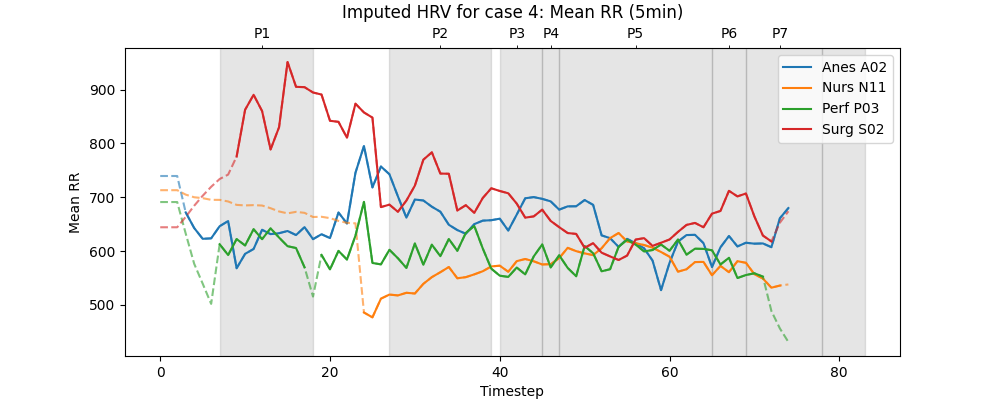 Imputed HRV for case 4: Mean RR (5min)
P1 P2 P3 P4 P5 P6 P7
Anes A02
Nurs N11
Perf P03
Surg S02
Mean RR
900
800
700
600
500
0 20 40 60 80
Timestep